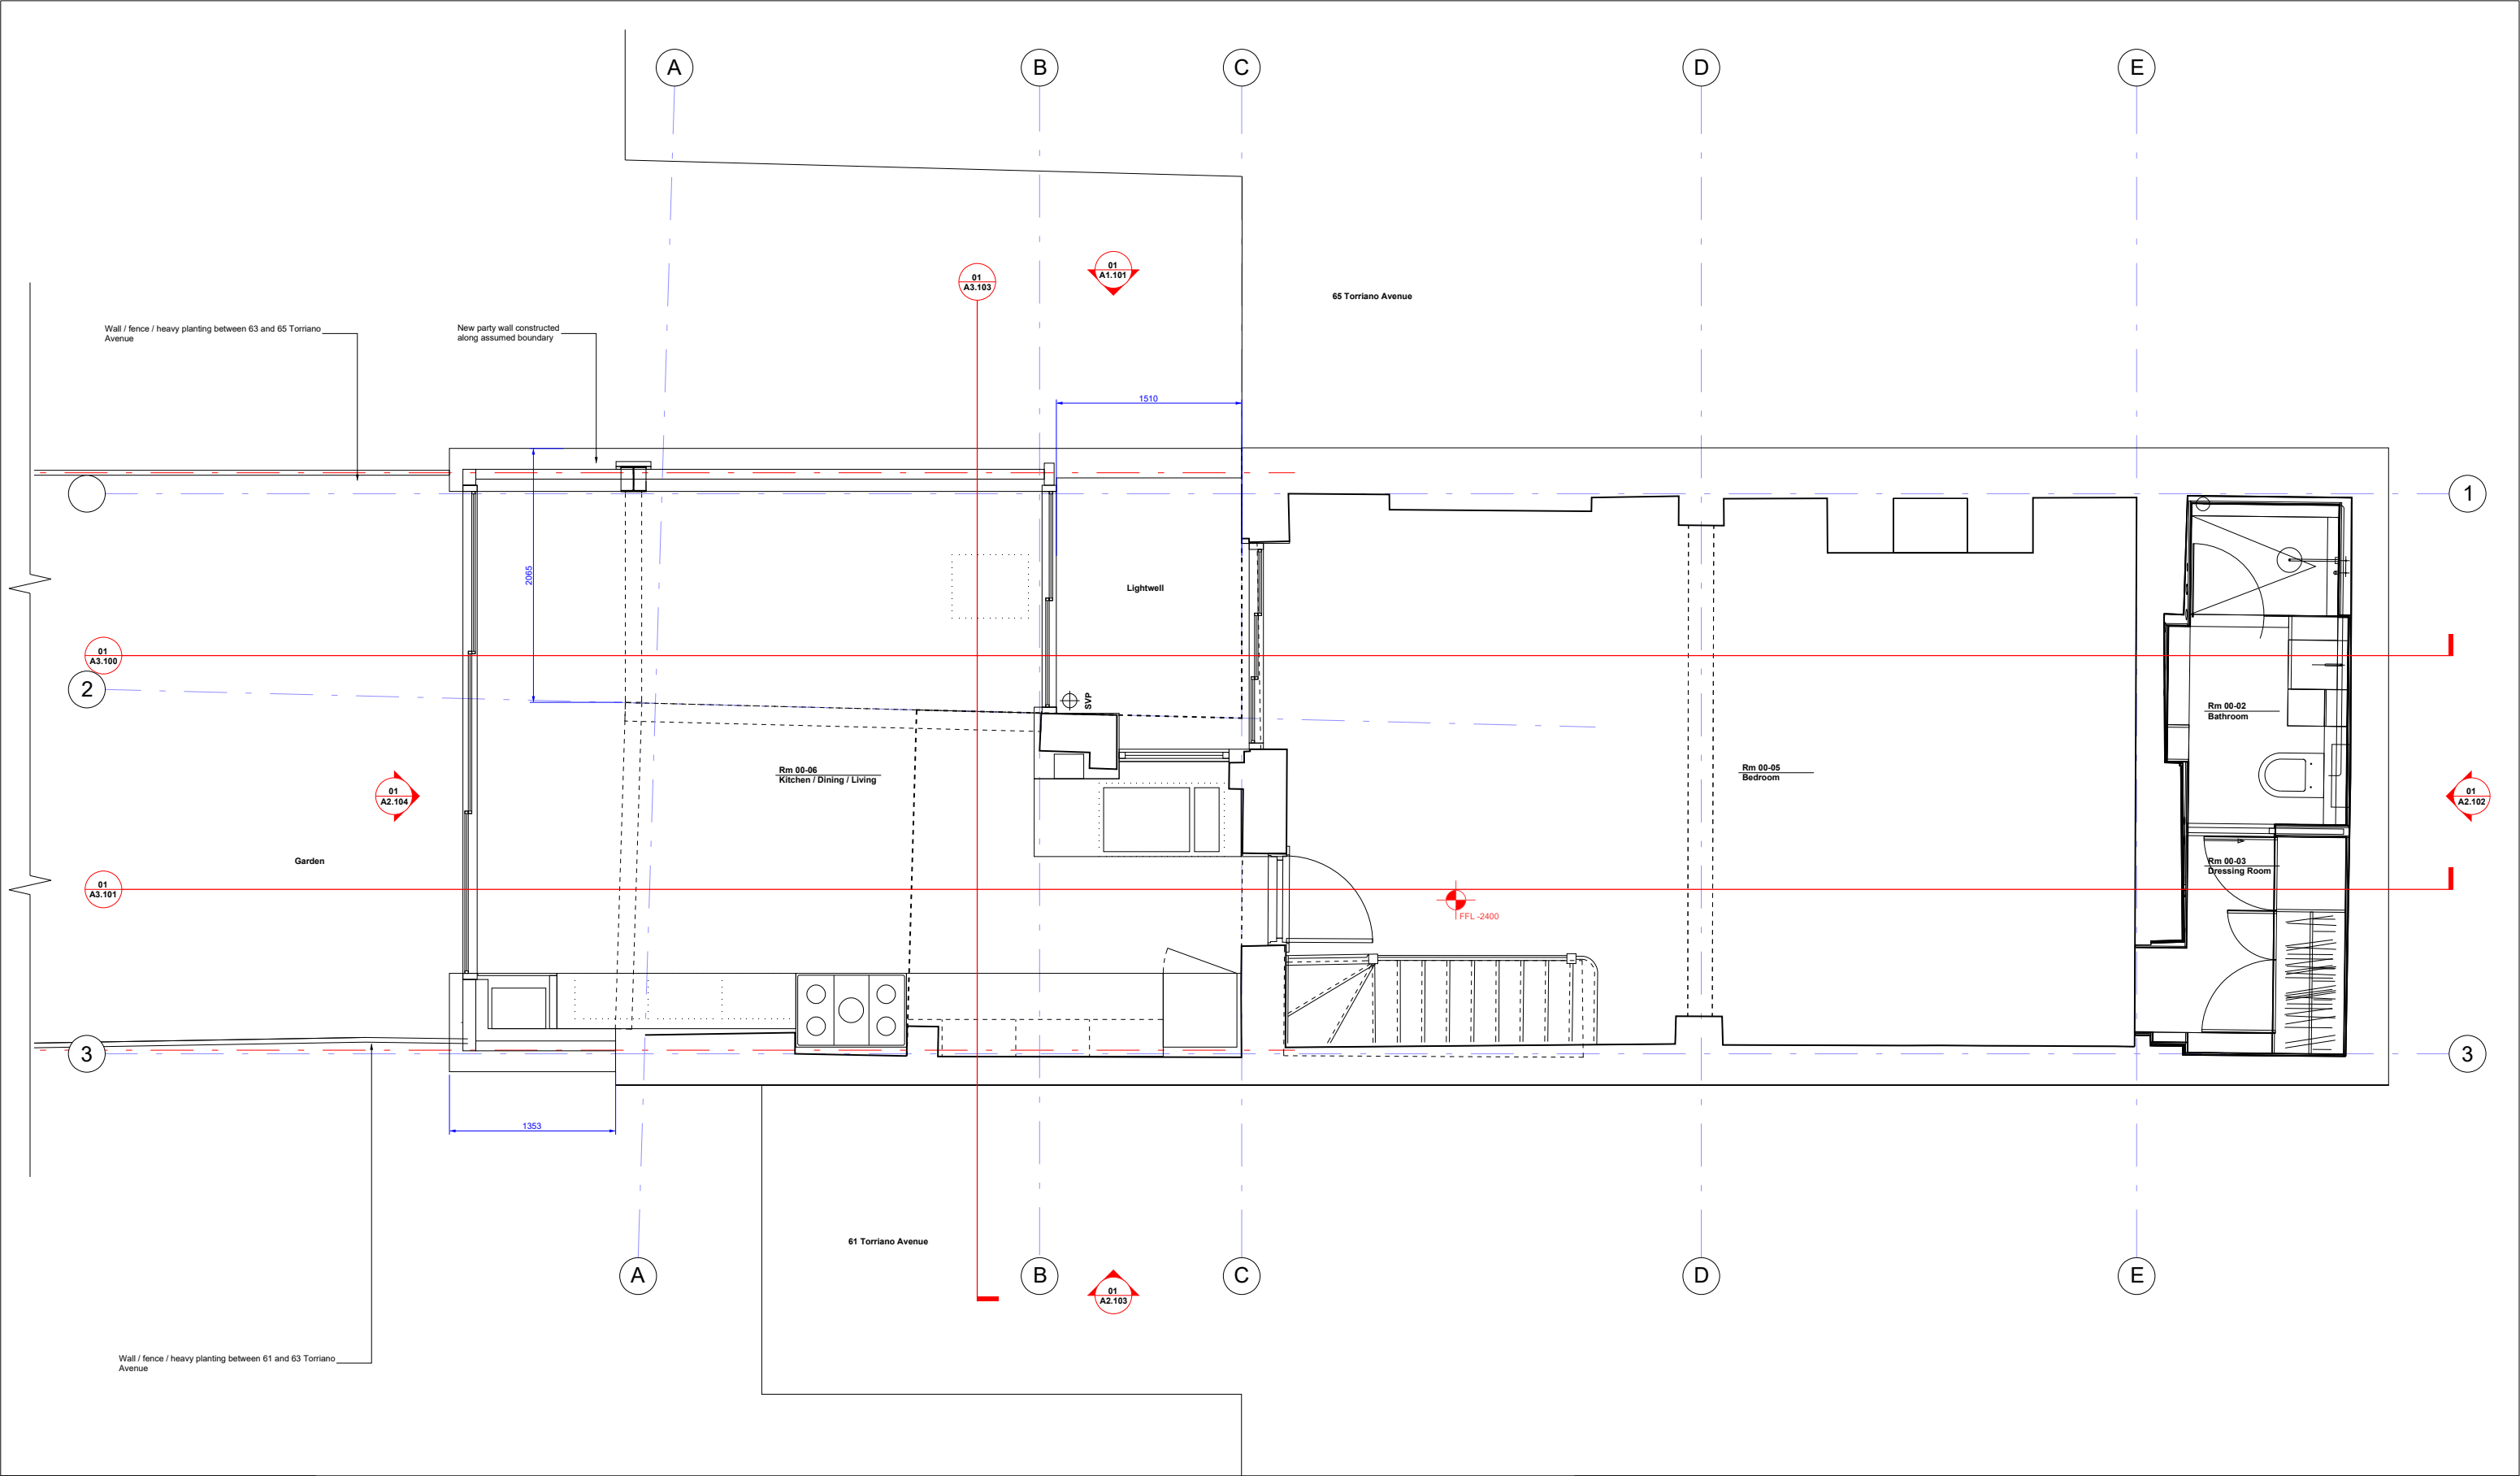 A
B
C
D
E
01
A1.101
01
A3.103
65 Torriano Avenue
Wall / fence / heavy planting between 63 and 65 Torriano
Avenue
New party wall constructed
along assumed boundary
1510
1
2065
Lightwell
01
A3.100
2
SVP
Rm 00-02
Bathroom
Rm 00-06
Kitchen / Dining / Living
Rm 00-05
Bedroom
01
A2.104
01
A2.102
Garden
Rm 00-03
Dressing Room
01
A3.101
FFL -2400
3
3
1353
61 Torriano Avenue
A
B
C
D
E
01
A2.103
Wall / fence / heavy planting between 61 and 63 Torriano
Avenue